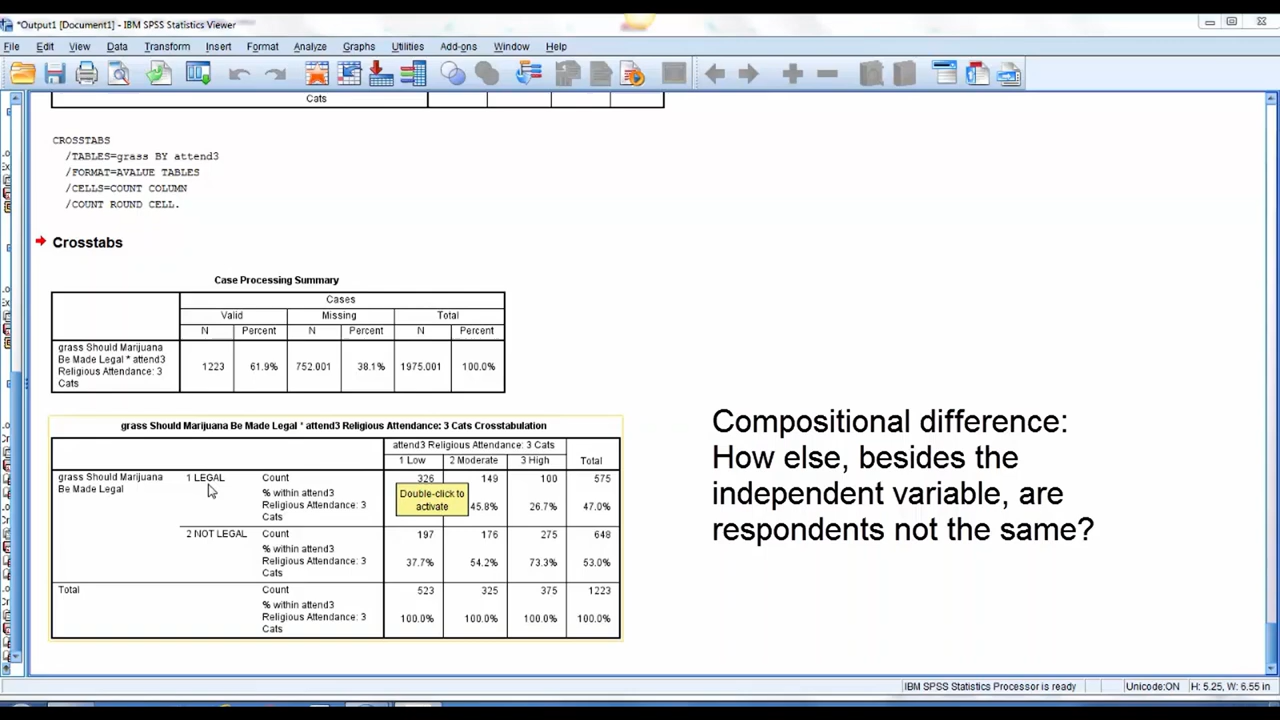 *Output1 [Document1] - IBM SPSS Statistics Viewer
File Edit View Data Transform Insert Format Analyze Graphs Utilities Add-ons Window Help
Cats
CROSSTABS
/TABLES=grass BY attend3
/FORMAT=AVALUE TABLES
/CELLS=COUNT COLUMN
/COUNT ROUND CELL.
Crosstabs
Case Processing Summary
Cases
Valid Missing Total
N Percent N Percent N Percent
grass Should Marijuana
Be Made Legal * attend3
Religious Attendance: 3
Cats
1223 61.9% 752.001 38.1% 1975.001 100.0%
grass Should Marijuana Be Made Legal * attend3 Religious Attendance: 3 Cats Crosstabulation
attend3 Religious Attendance: 3 Cats
1 Low 2 Moderate 3 High Total
grass Should Marijuana 1 LEGAL Count 326 149 100 575
Be Made Legal
% within attend3
Religious Attendance: 3 45.8% 26.7% 47.0%
Cats
Double-click to
activate
2 NOT LEGAL Count 197 176 275 648
% within attend3
Religious Attendance: 3 37.7% 54.2% 73.3% 53.0%
Cats
Total Count 523 325 375 1223
% within attend3
Religious Attendance: 3 100.0% 100.0% 100.0% 100.0%
Cats
Compositional difference:
How else, besides the
independent variable, are
respondents not the same?
IBM SPSS Statistics Processor is ready Unicode:ON H: 5.25, W: 6.55 in